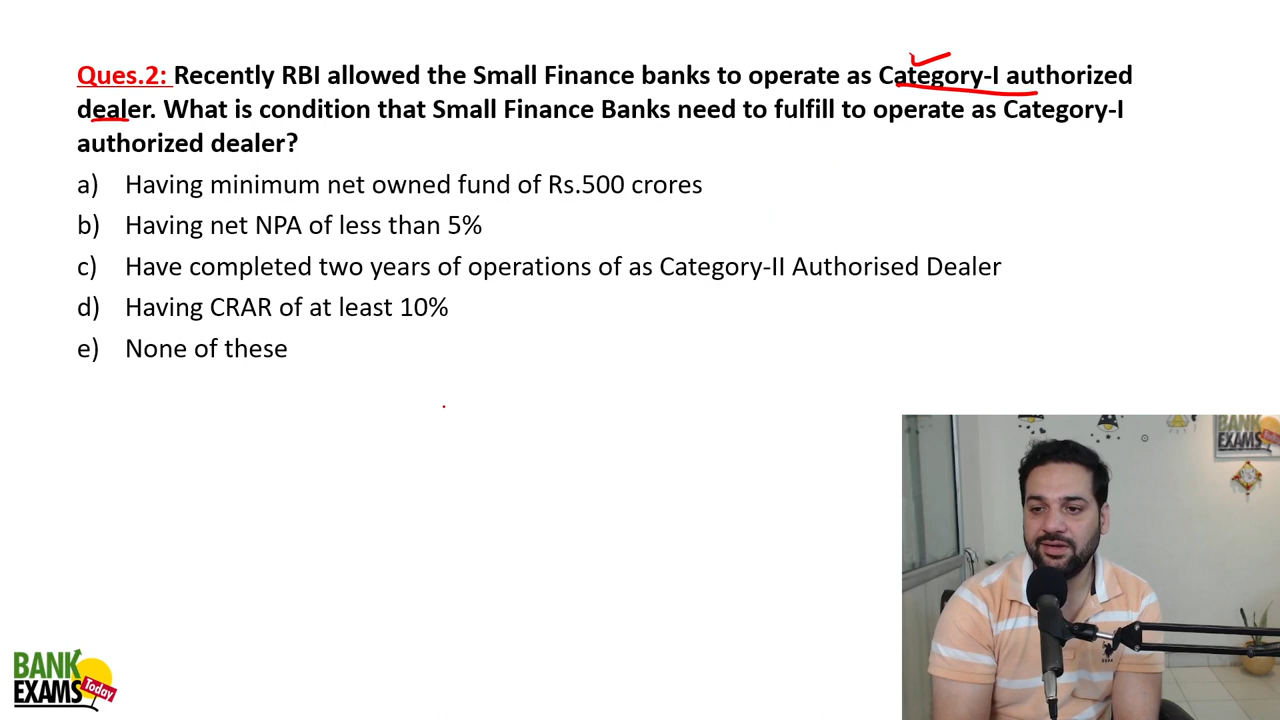 Ques.2: Recently RBI allowed the Small Finance banks to operate as Category-I authorized
dealer. What is condition that Small Finance Banks need to fulfill to operate as Category-I
authorized dealer?
a) Having minimum net owned fund of Rs.500 crores
b) Having net NPA of less than 5%
c) Have completed two years of operations of as Category-II Authorised Dealer
d) Having CRAR of at least 10%
e) None of these
BANK
EXAMS
BANK
EXAMS
Today